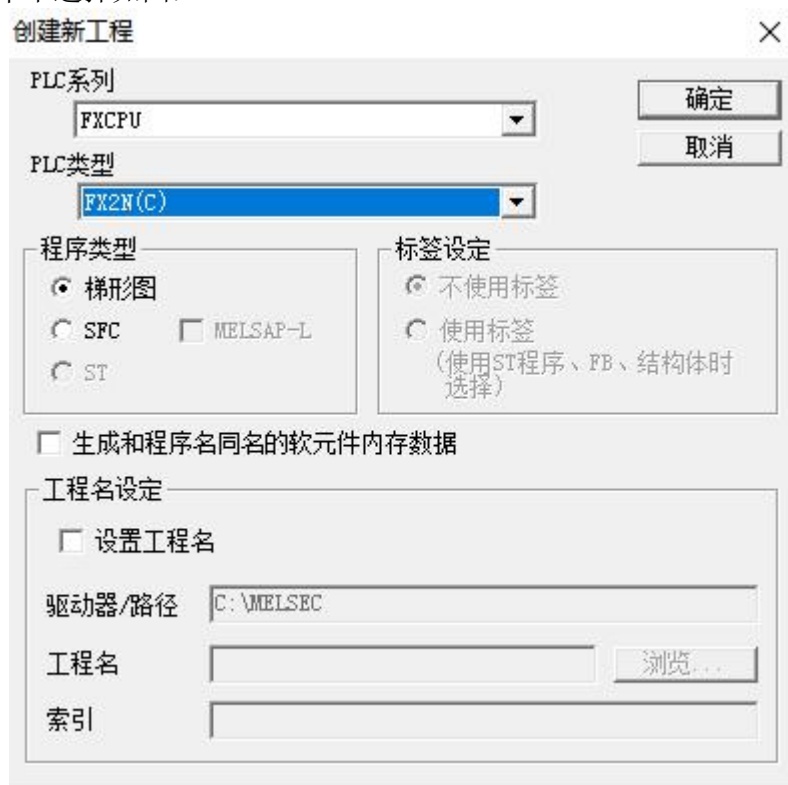 创建新工程
PLC系列
FXCPU
确定
取消
PLC类型
FX2N(C)
程序类型
梯形图
SFC
MELSAP-L
ST
标签设定
不使用标签
使用标签
(使用ST程序、FB、结构体时
选择)
生成和程序名同名的软元件内存数据
工程名设定
设置工程名
驱动器/路径
C:\MELSEC
工程名
浏览...
索引